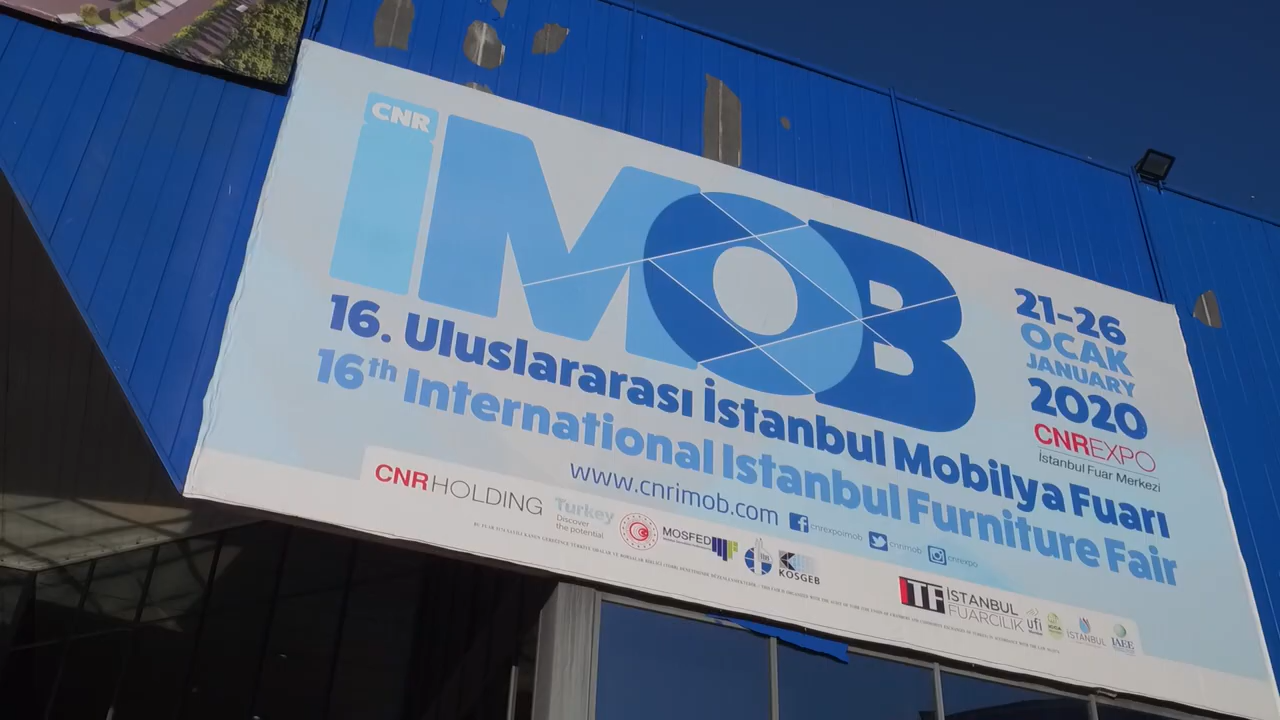 CNR
iMOB
16. Uluslararası İstanbul Mobilya Fuarı
16th International Istanbul Furniture Fair
www.cnrimob.com
cnrexpoimob
cnrimob
cnrexpo
21-26
OCAK
JANUARY
2020
CNREXPO
İstanbul Fuar Merkezi
CNRHOLDING
Turkey
Discover
the potential
MOSFED
KOSGEB
iTF İSTANBUL
FUARCILIK
ufi
Member
İSTANBUL
IAEE